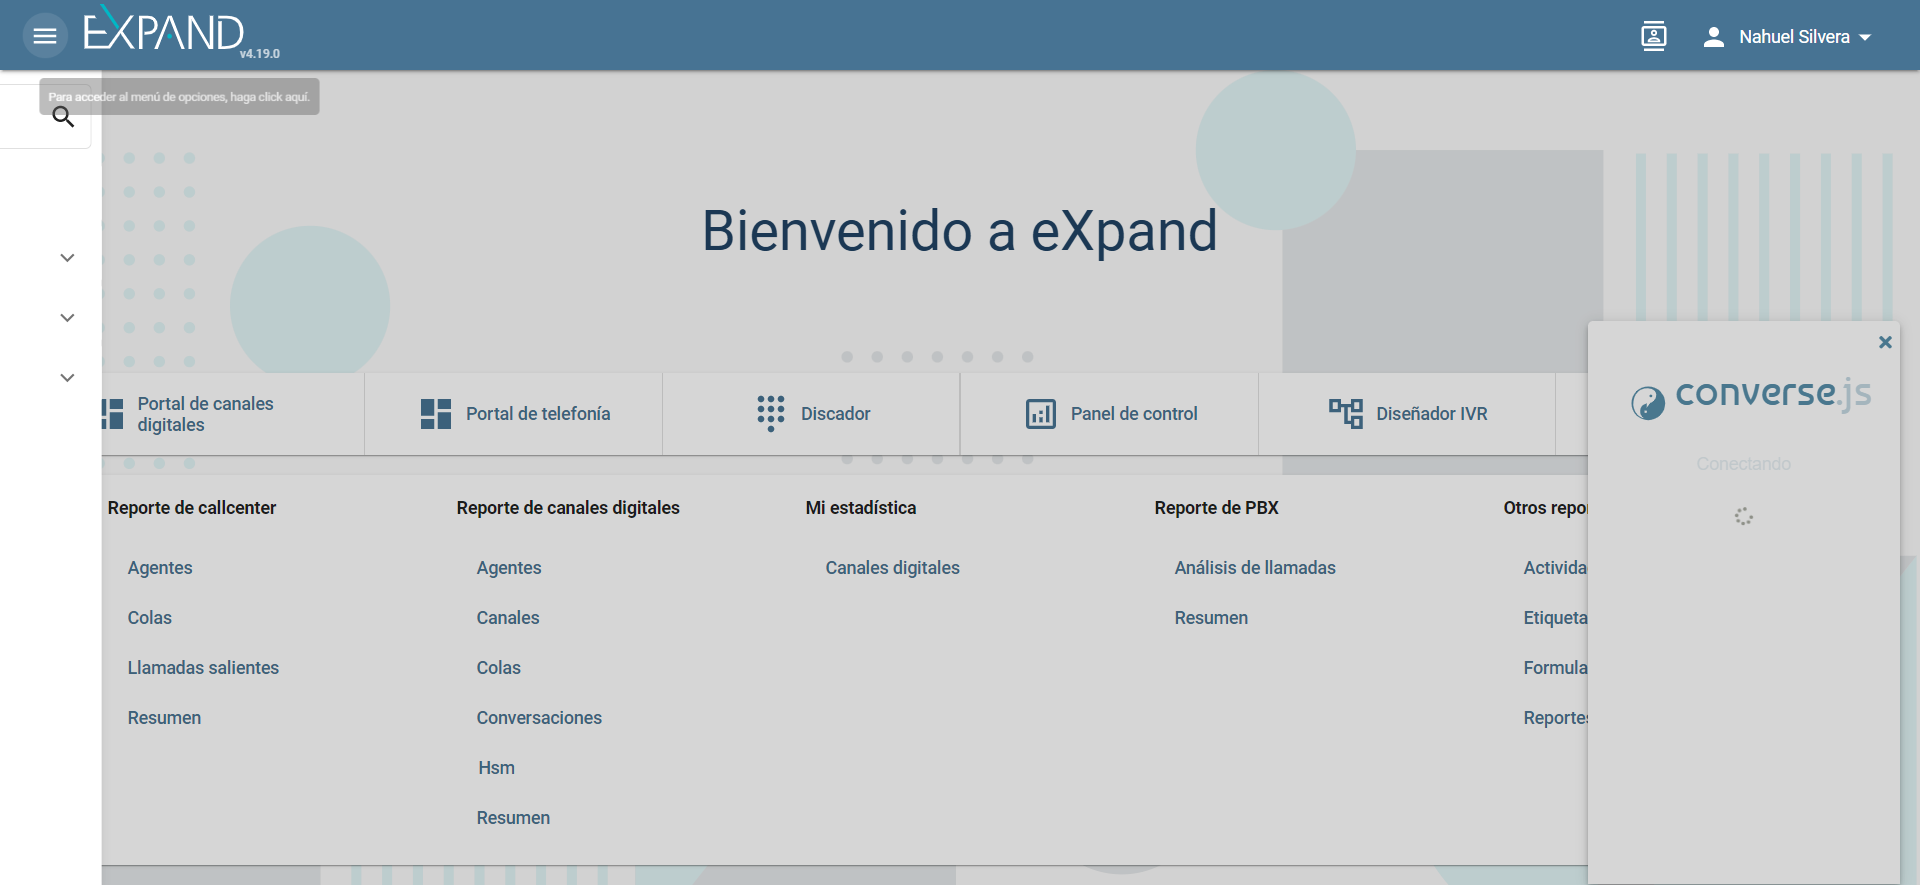 EXPAND
v4.19.0
Nahuel Silvera
Para acceder al menú de opciones, haga click aquí.
Bienvenido a eXpand
Portal de canales
digitales
Portal de telefonía
Discador
Panel de control
Diseñador IVR
converse.js
Conectando
Reporte de callcenter
Agentes
Colas
Llamadas salientes
Resumen
Reporte de canales digitales
Agentes
Canales
Colas
Conversaciones
Hsm
Resumen
Mi estadística
Canales digitales
Reporte de PBX
Análisis de llamadas
Resumen
Otros repo
Activida
Etiqueta
Formula
Reportes